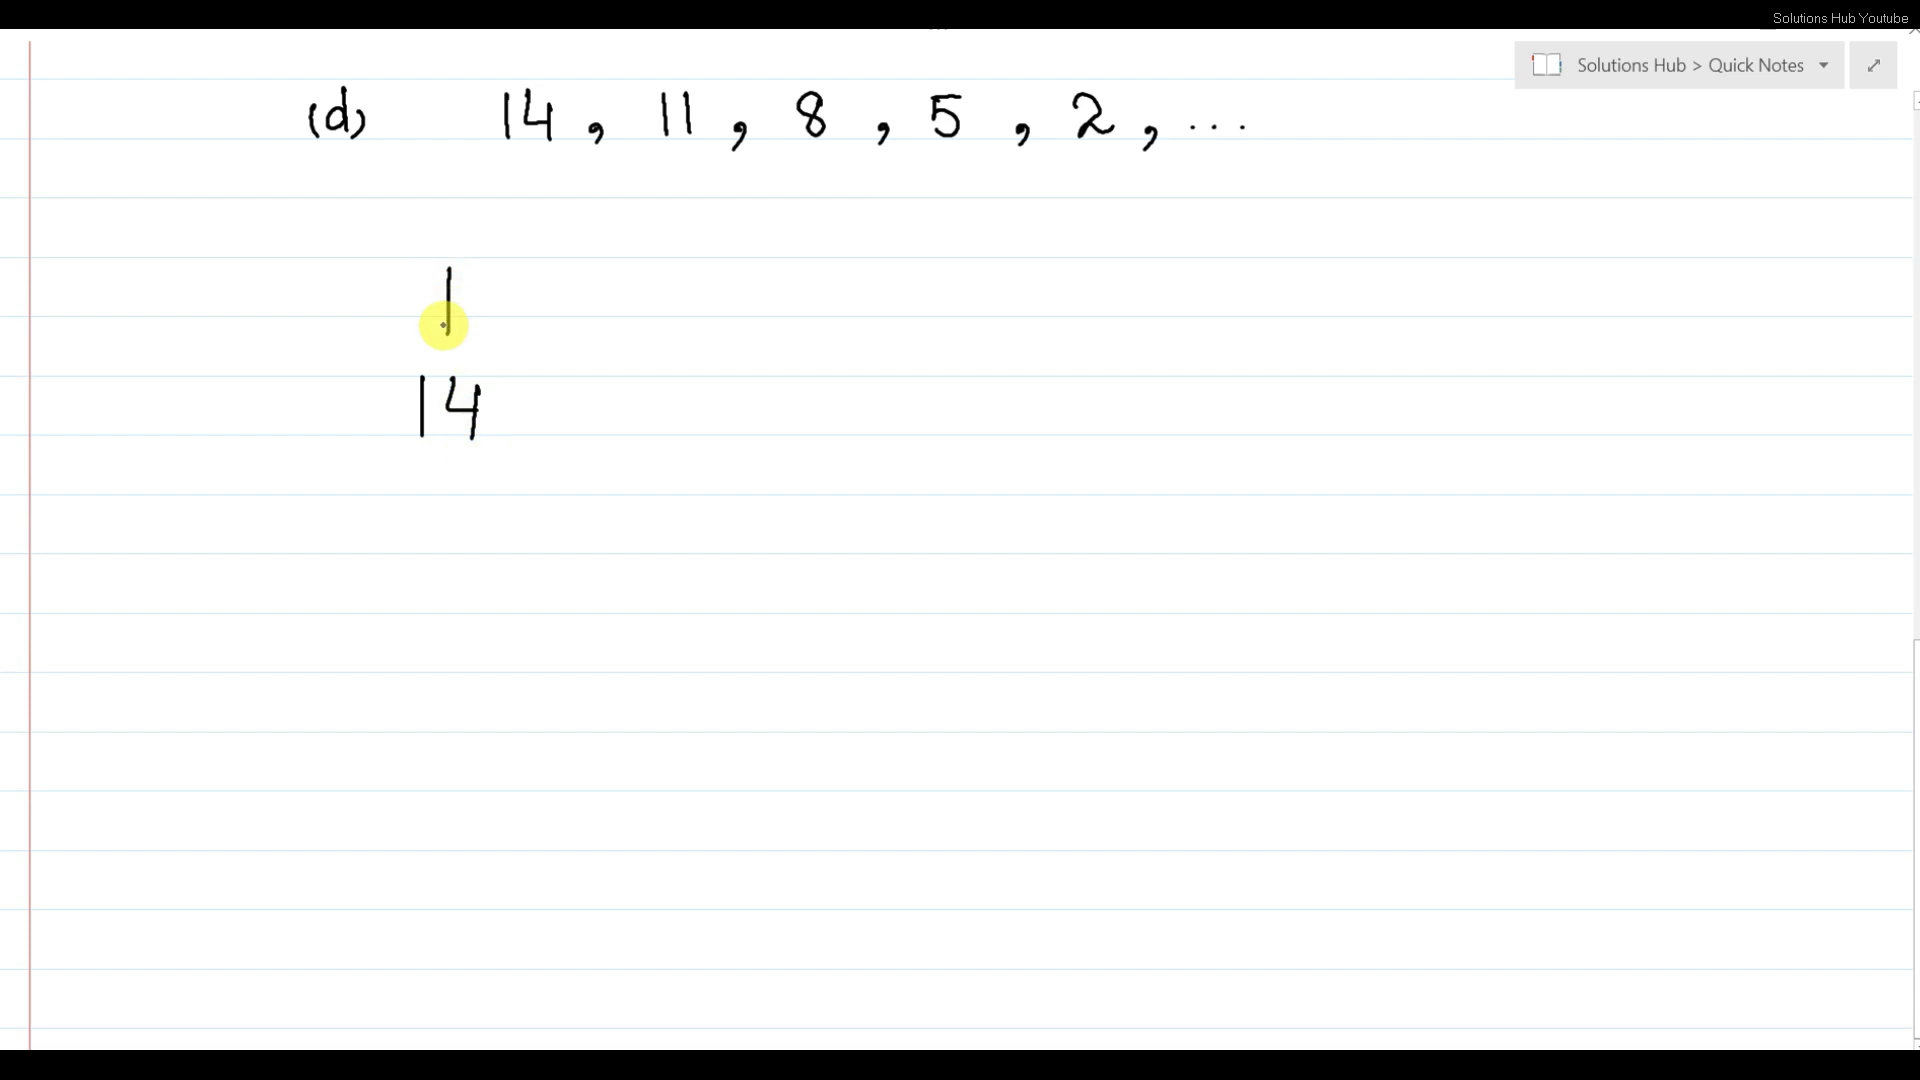 Solutions Hub Youtube
Solutions Hub > Quick Notes
(d) 14 , 11 , 8 , 5 , 2 , ...
1
14